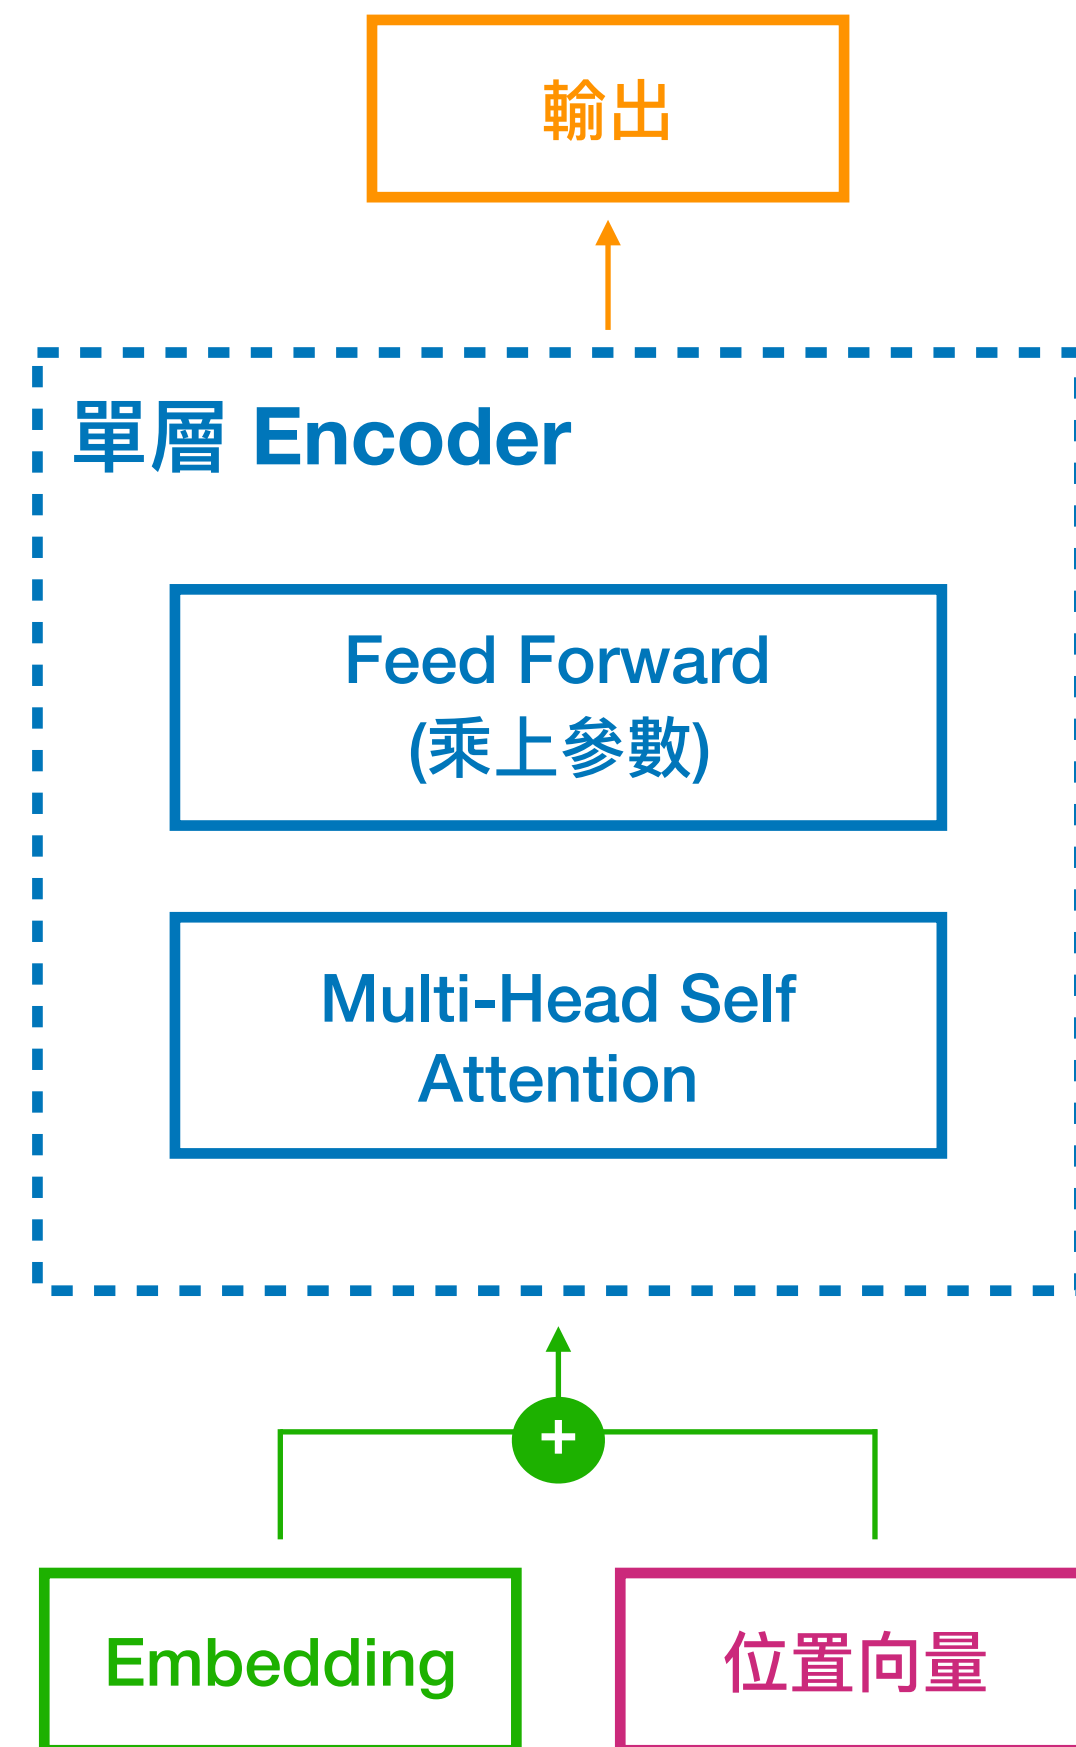 輸出
單層 Encoder
Feed Forward
(乘上參數)
Multi-Head Self
Attention
+
Embedding
位置向量